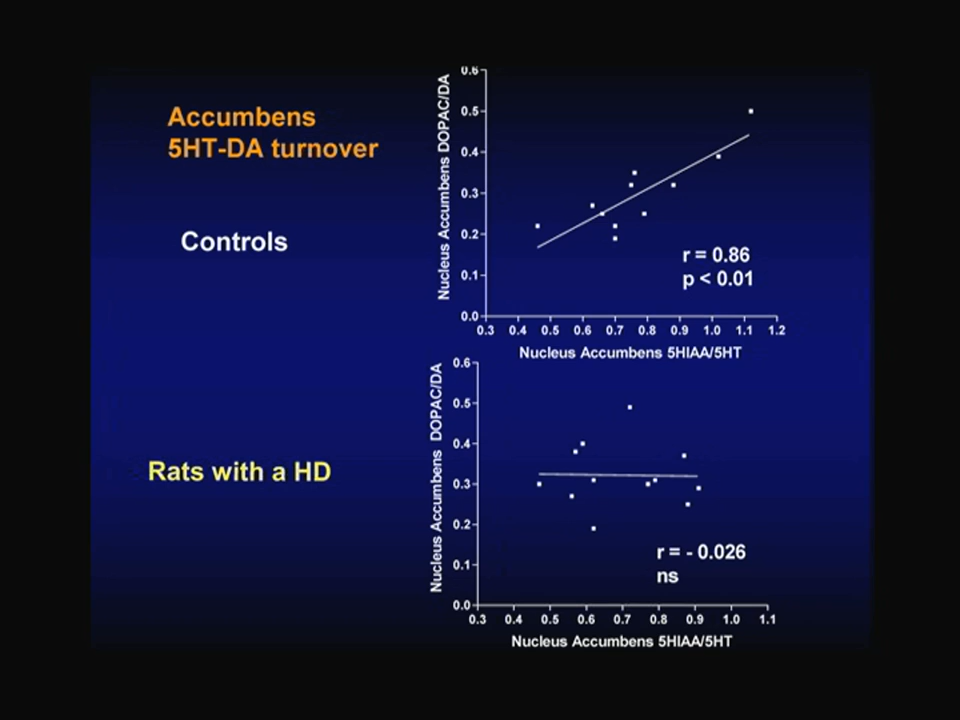 Accumbens
5HT-DA turnover
Controls
Nucleus Accumbens DOPAC/DA
0.6
0.5
0.4
0.3
0.2
0.1
0.0
0.3 0.4 0.5 0.6 0.7 0.8 0.9 1.0 1.1 1.2
r = 0.86
p < 0.01
Nucleus Accumbens 5HIAA/5HT
Rats with a HD
Nucleus Accumbens DOPAC/DA
0.6
0.5
0.4
0.3
0.2
0.1
0.0
0.3 0.4 0.5 0.6 0.7 0.8 0.9 1.0 1.1
r = - 0.026
ns
Nucleus Accumbens 5HIAA/5HT